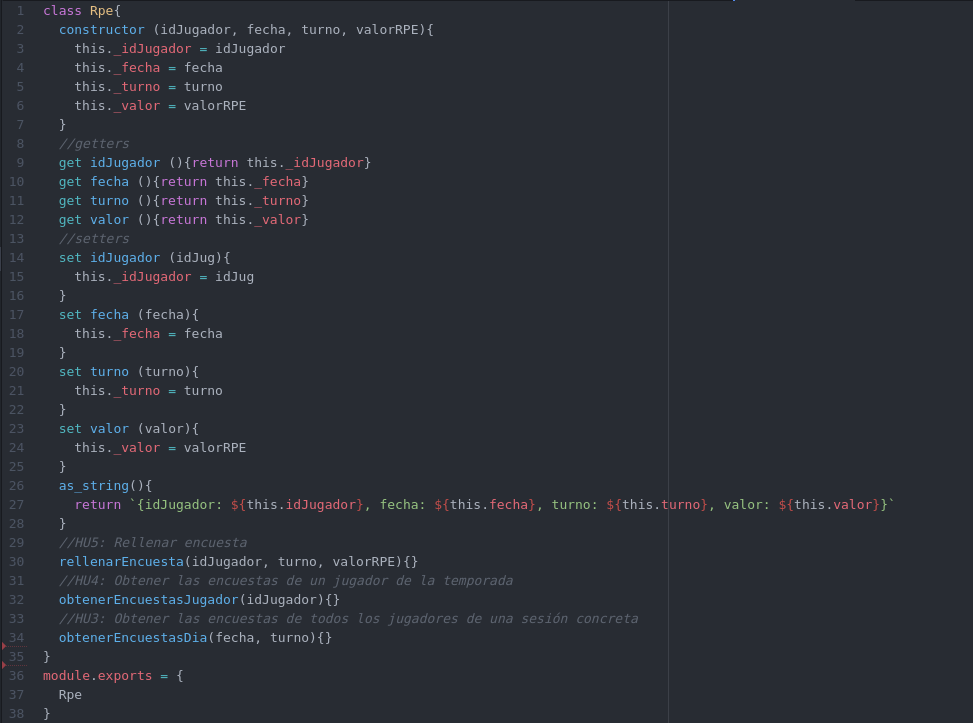 1 class Rpe{
2   constructor (idJugador, fecha, turno, valorRPE){
3     this._idJugador = idJugador
4     this._fecha = fecha
5     this._turno = turno
6     this._valor = valorRPE
7   }
8   //getters
9   get idJugador (){return this._idJugador}
10   get fecha (){return this._fecha}
11   get turno (){return this._turno}
12   get valor (){return this._valor}
13   //setters
14   set idJugador (idJug){
15     this._idJugador = idJug
16   }
17   set fecha (fecha){
18     this._fecha = fecha
19   }
20   set turno (turno){
21     this._turno = turno
22   }
23   set valor (valor){
24     this._valor = valorRPE
25   }
26   as_string(){
27     return `{idJugador: ${this.idJugador}, fecha: ${this.fecha}, turno: ${this.turno}, valor: ${this.valor}}`
28   }
29   //HU5: Rellenar encuesta
30   rellenarEncuesta(idJugador, turno, valorRPE){}
31   //HU4: Obtener las encuestas de un jugador de la temporada
32   obtenerEncuestasJugador(idJugador){}
33   //HU3: Obtener las encuestas de todos los jugadores de una sesión concreta
34   obtenerEncuestasDia(fecha, turno){}
35 }
36 module.exports = {
37   Rpe
38 }